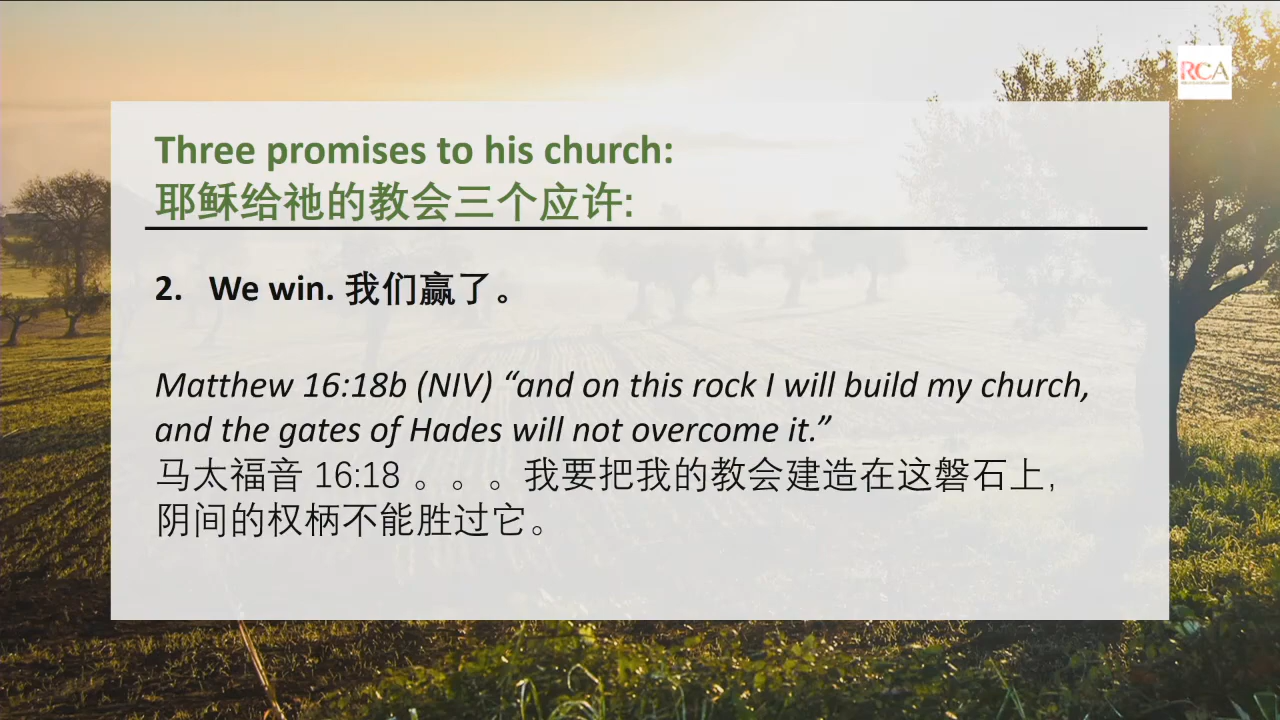 RCA
Three promises to his church:
耶稣给祂的教会三个应许:
2. We win. 我们赢了。
Matthew 16:18b (NIV) “and on this rock I will build my church,
and the gates of Hades will not overcome it.”
马太福音 16:18 。。。我要把我的教会建造在这磐石上,
阴间的权柄不能胜过它。